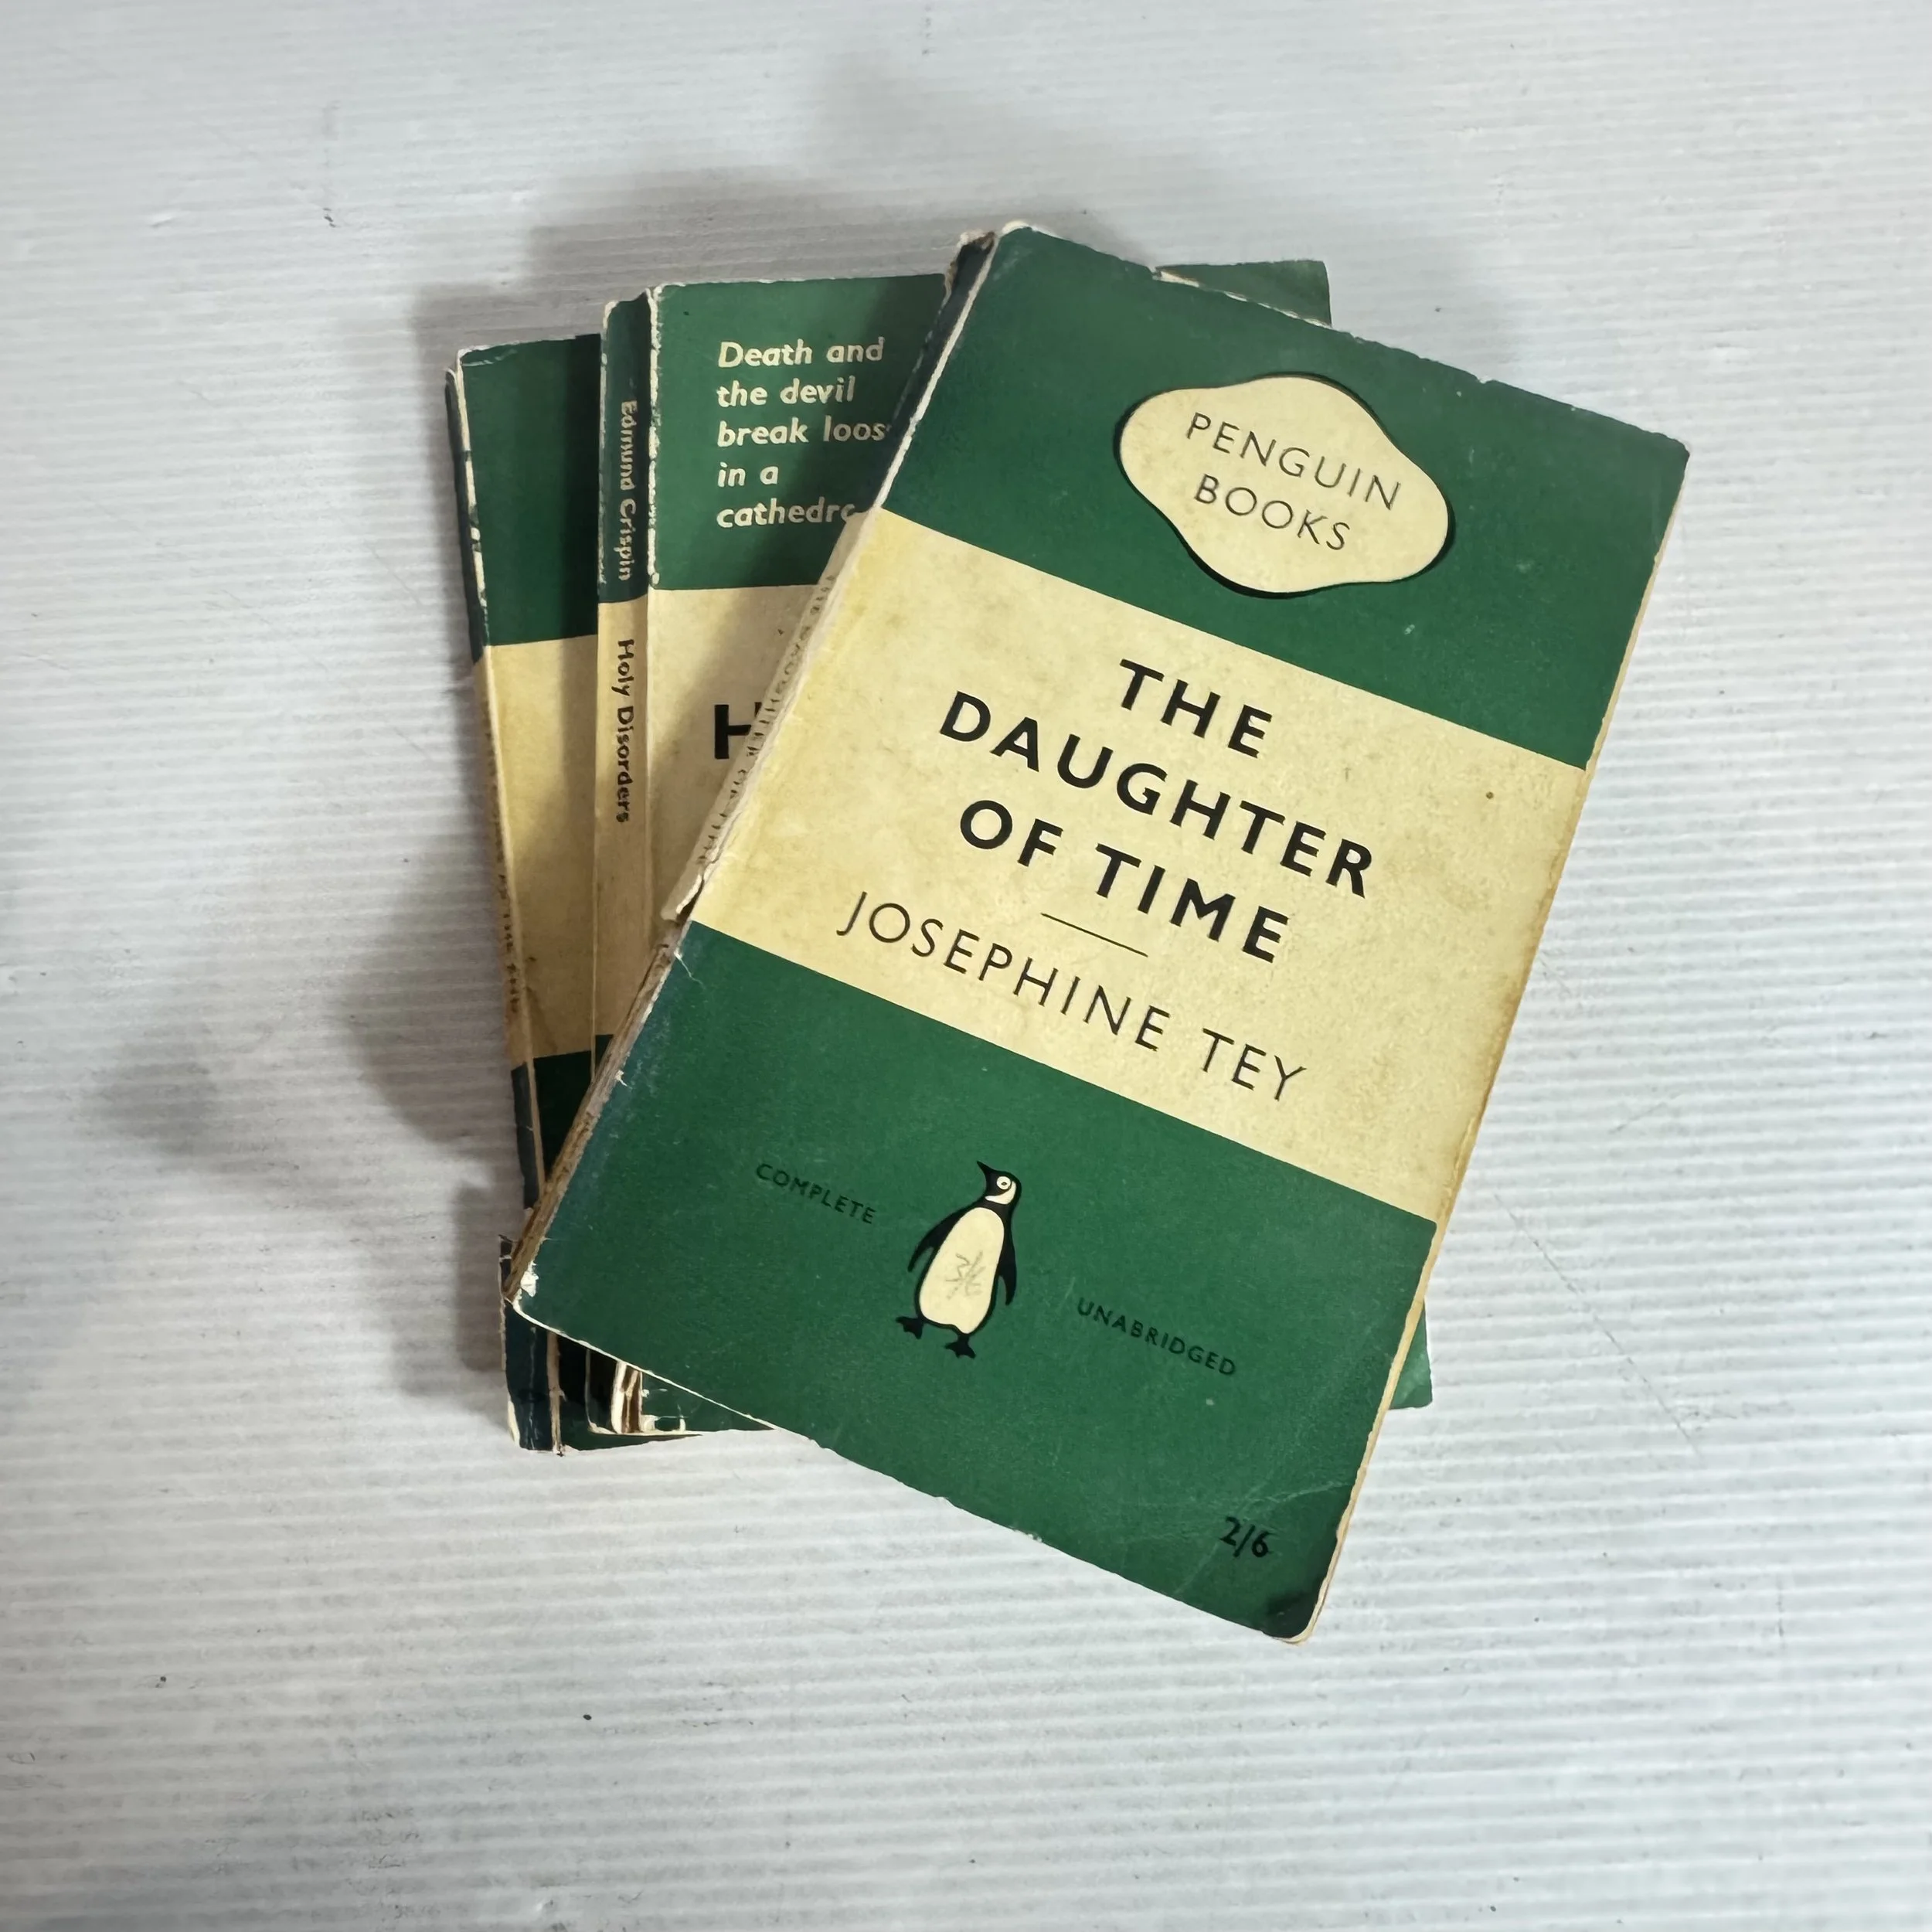 PENGUIN
BOOKS
THE
DAUGHTER
OF TIME
JOSEPHINE TEY
COMPLETE
UNABRIDGED
2/6
Death and
the devil
break loos
in a
cathedr
H
Edmund Crispin
Holy Disorders